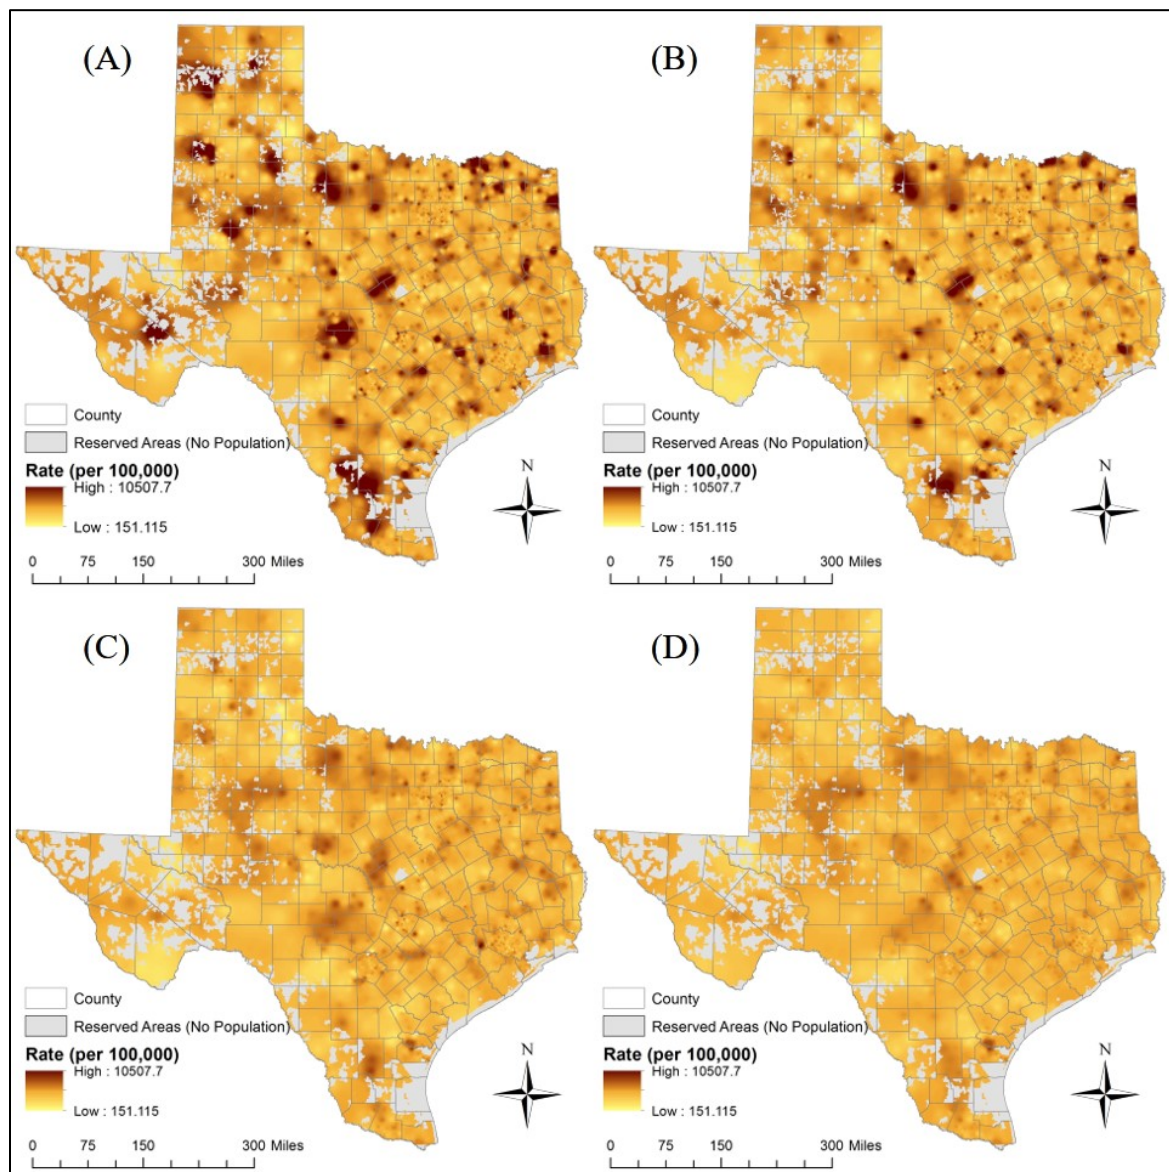 (A)
County
Reserved Areas (No Population)
Rate (per 100,000)
High : 10507.7
Low : 151.115
N
0 75 150 300 Miles
(B)
County
Reserved Areas (No Population)
Rate (per 100,000)
High : 10507.7
Low : 151.115
N
0 75 150 300 Miles
(C)
County
Reserved Areas (No Population)
Rate (per 100,000)
High : 10507.7
Low : 151.115
N
0 75 150 300 Miles
(D)
County
Reserved Areas (No Population)
Rate (per 100,000)
High : 10507.7
Low : 151.115
N
0 75 150 300 Miles